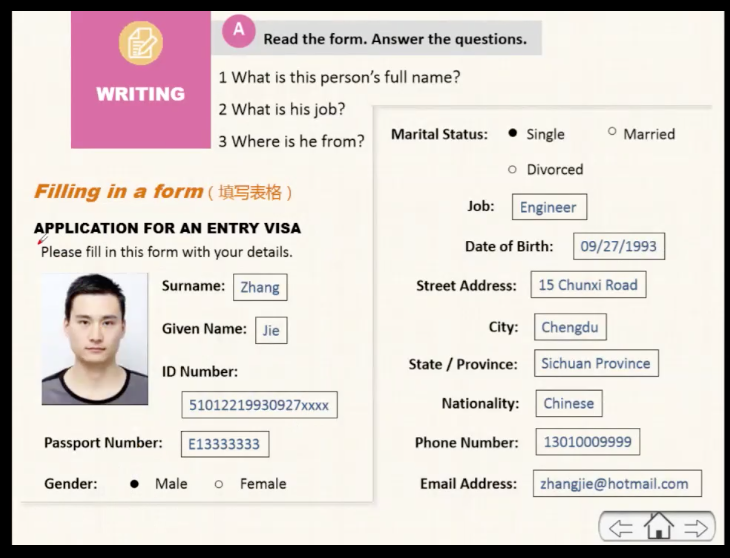 WRITING
A
Read the form. Answer the questions.
1 What is this person's full name?
2 What is his job?
3 Where is he from?
Filling in a form ( 填写表格 )
APPLICATION FOR AN ENTRY VISA
Please fill in this form with your details.
Surname: Zhang
Given Name: Jie
ID Number:
51012219930927xxxx
Passport Number: E13333333
Gender: ● Male ○ Female
Marital Status: ● Single ○ Married
○ Divorced
Job: Engineer
Date of Birth: 09/27/1993
Street Address: 15 Chunxi Road
City: Chengdu
State / Province: Sichuan Province
Nationality: Chinese
Phone Number: 13010009999
Email Address: zhangjie@hotmail.com